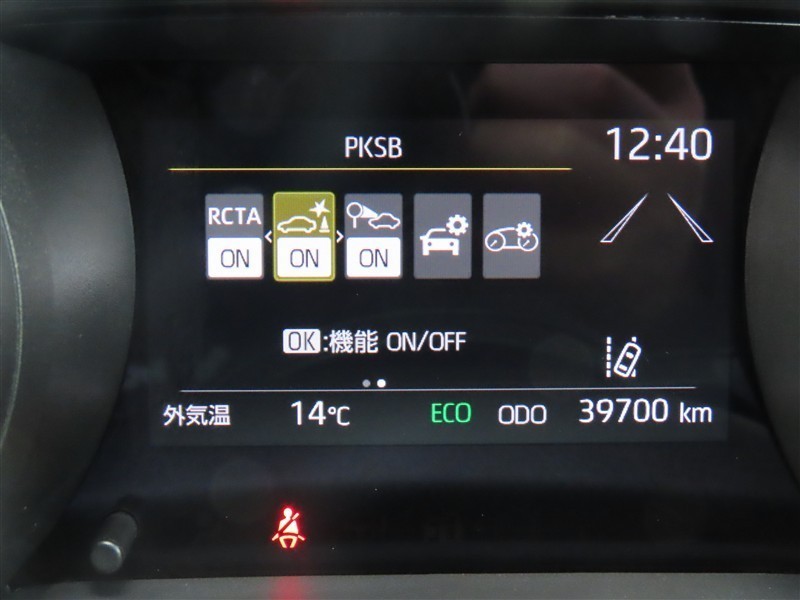 PKSB
12:40
RCTA
ON
ON
ON
OK:機能 ON/OFF
外気温 14℃ ECO ODO 39700 km